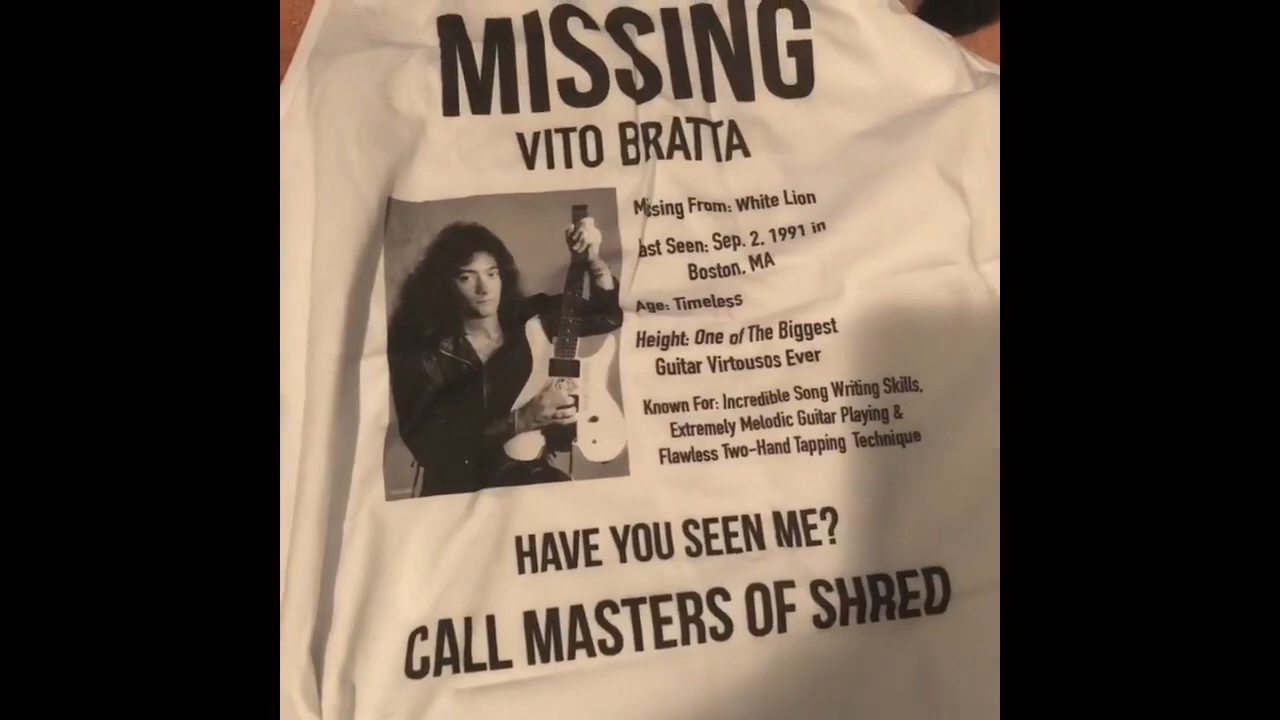 MISSING
VITO BRATTA
Missing From: White Lion
Last Seen: Sep. 2, 1991 in
Boston, MA
Age: Timeless
Height: One of The Biggest
Guitar Virtousos Ever
Known For: Incredible Song Writing Skills,
Extremely Melodic Guitar Playing &
Flawless Two-Hand Tapping Technique
HAVE YOU SEEN ME?
CALL MASTERS OF SHRED